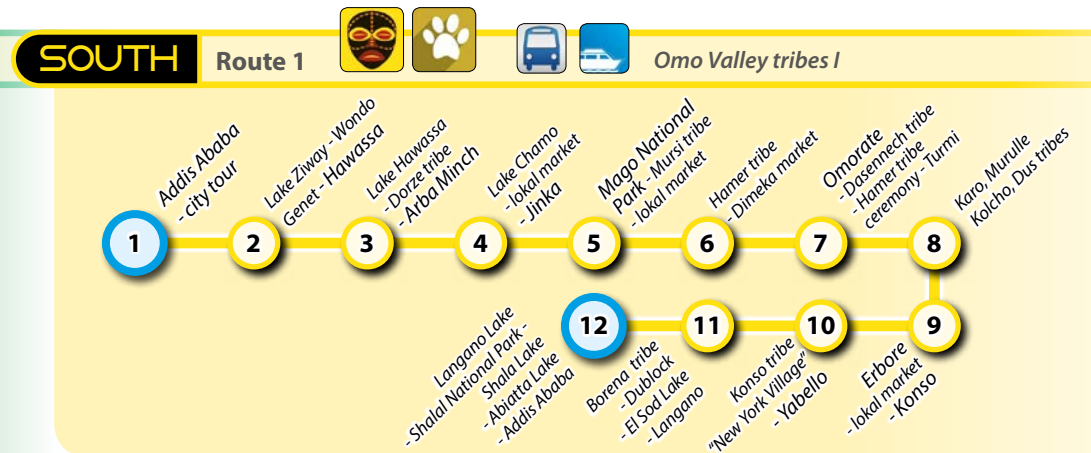 SOUTH
Route 1
Omo Valley tribes I
Addis Ababa
- city tour
Lake Ziway - Wondo
Genet - Hawassa
Lake Hawassa
-Dorze tribe
- Arba Minch
Lake Chamo
-lokal market
- Jinka
Mago National
Park - Mursi tribe
- lokal market
Hamer tribe
- Dimeka market
Omorate
-Dasennech tribe
- Hamer tribe
ceremony - Turmi
Karo, Murulle
Kolcho, Dus tribes
1
2
3
4
5
6
7
8
12
11
10
9
Langano Lake
- Shalal National Park -
Shala Lake
- Abiatta Lake
- Addis Ababa
Borena tribe
- Dublock
- El Sod Lake
- Langano
Konso tribe
"New York Village"
- Yabello
Erbore
- lokal market
- Konso